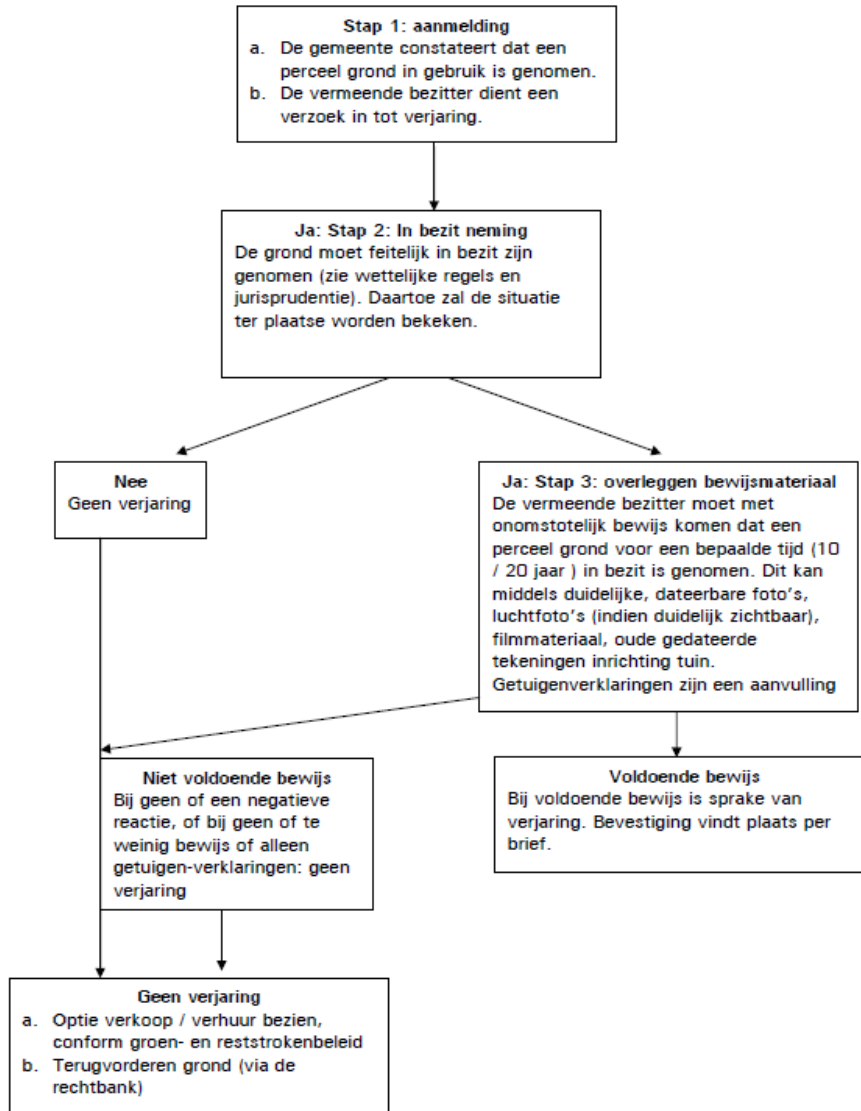 Stap 1: aanmelding
a. De gemeente constateert dat een
perceel grond in gebruik is genomen.
b. De vermeende bezitter dient een
verzoek in tot verjaring.
Ja: Stap 2: In bezit neming
De grond moet feitelijk in bezit zijn
genomen (zie wettelijke regels en
jurisprudentie). Daartoe zal de situatie
ter plaatse worden bekeken.
Nee
Geen verjaring
Ja: Stap 3: overleggen bewijsmateriaal
De vermeende bezitter moet met
onomstotelijk bewijs komen dat een
perceel grond voor een bepaalde tijd (10
/ 20 jaar ) in bezit is genomen. Dit kan
middels duidelijke, dateerbare foto's,
luchtfoto's (indien duidelijk zichtbaar),
filmmateriaal, oude gedateerde
tekeningen inrichting tuin.
Getuigenverklaringen zijn een aanvulling
Niet voldoende bewijs
Bij geen of een negatieve
reactie, of bij geen of te
weinig bewijs of alleen
getuigen-verklaringen: geen
verjaring
Voldoende bewijs
Bij voldoende bewijs is sprake van
verjaring. Bevestiging vindt plaats per
brief.
Geen verjaring
a. Optie verkoop / verhuur bezien,
conform groen- en reststrokenbeleid
b. Terugvorderen grond (via de
rechtbank)